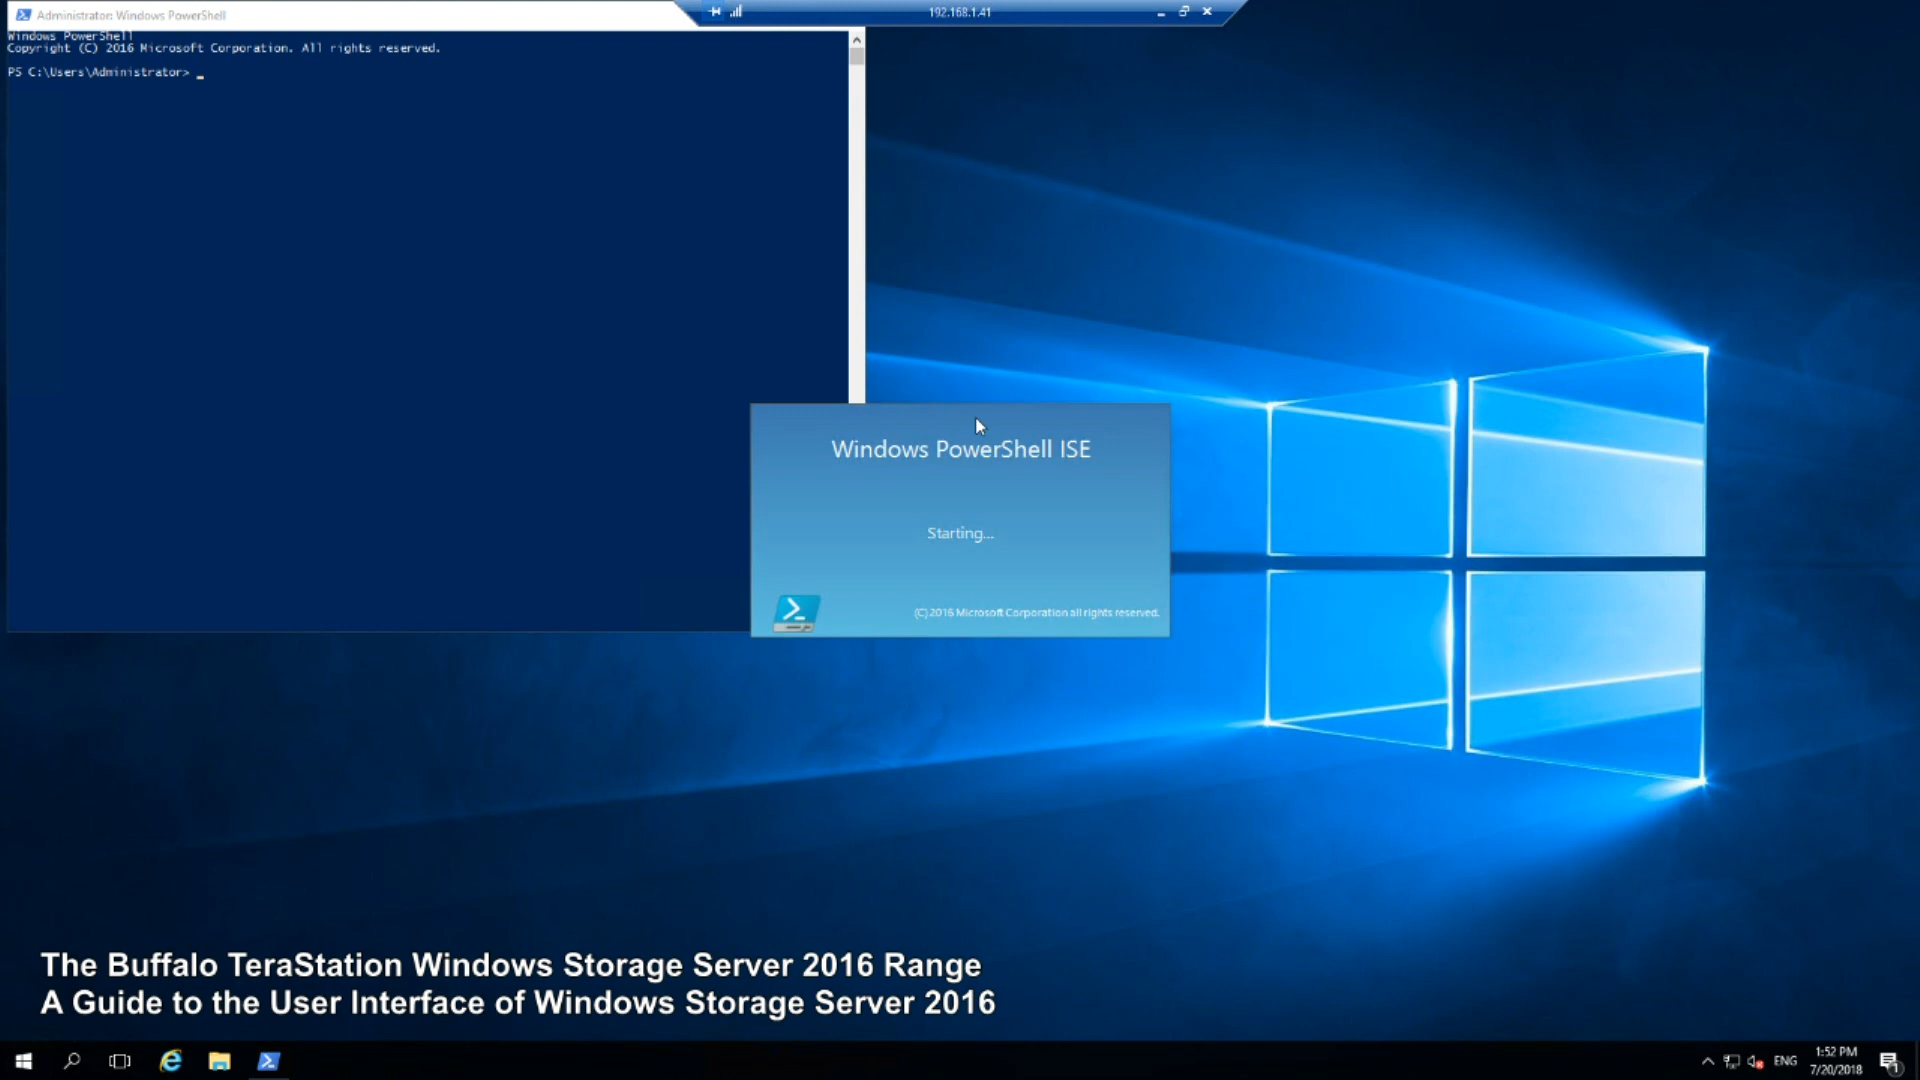 Administrator: Windows PowerShell
192.168.1.41
Windows PowerShell
Copyright (C) 2016 Microsoft Corporation. All rights reserved.
PS C:\Users\Administrator> _
Windows PowerShell ISE
Starting...
(C) 2016 Microsoft Corporation all rights reserved.
The Buffalo TeraStation Windows Storage Server 2016 Range
A Guide to the User Interface of Windows Storage Server 2016
ENG
1:52 PM
7/20/2018
1